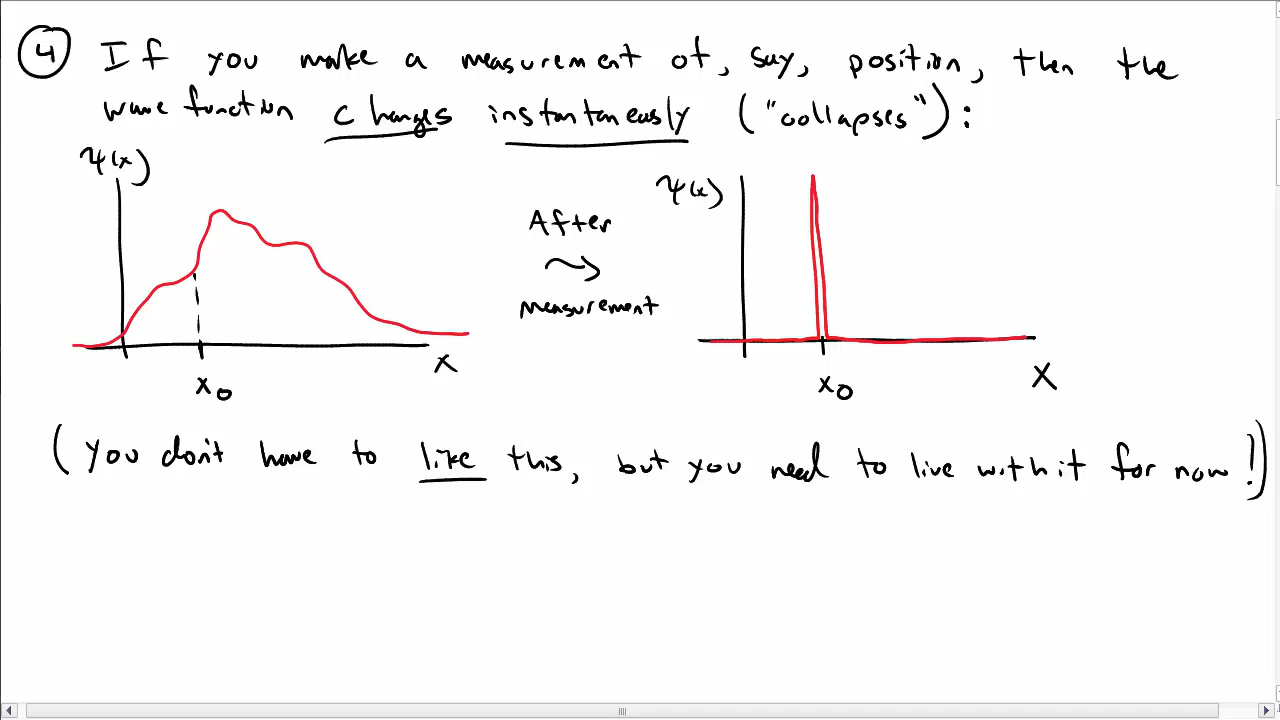 ④ If you make a measurement of, say, position, then the
wave function changes instantaneously ("collapses"):
ψ(x)
ψ(x)
After
measurement
x
x₀
x₀
x
(You don't have to like this, but you need to live with it for now!)